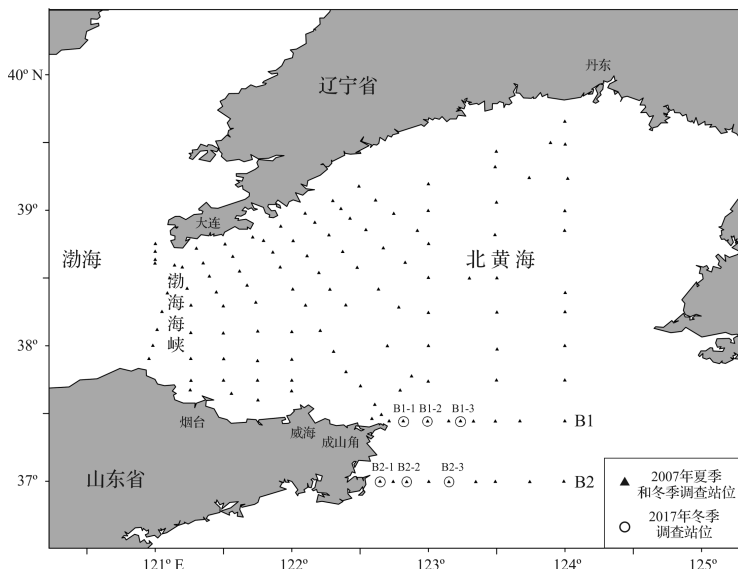 丹东
40° N
辽宁省
39°
大连
渤海
北黄海
渤海海峡
38°
B1-1 B1-2 B1-3
B1
烟台
威海
成山角
B2-1 B2-2 B2-3
37°
山东省
B2
2007年夏季
和冬季调查站位
2017年冬季
调查站位
121° E 122° 123° 124° 125°